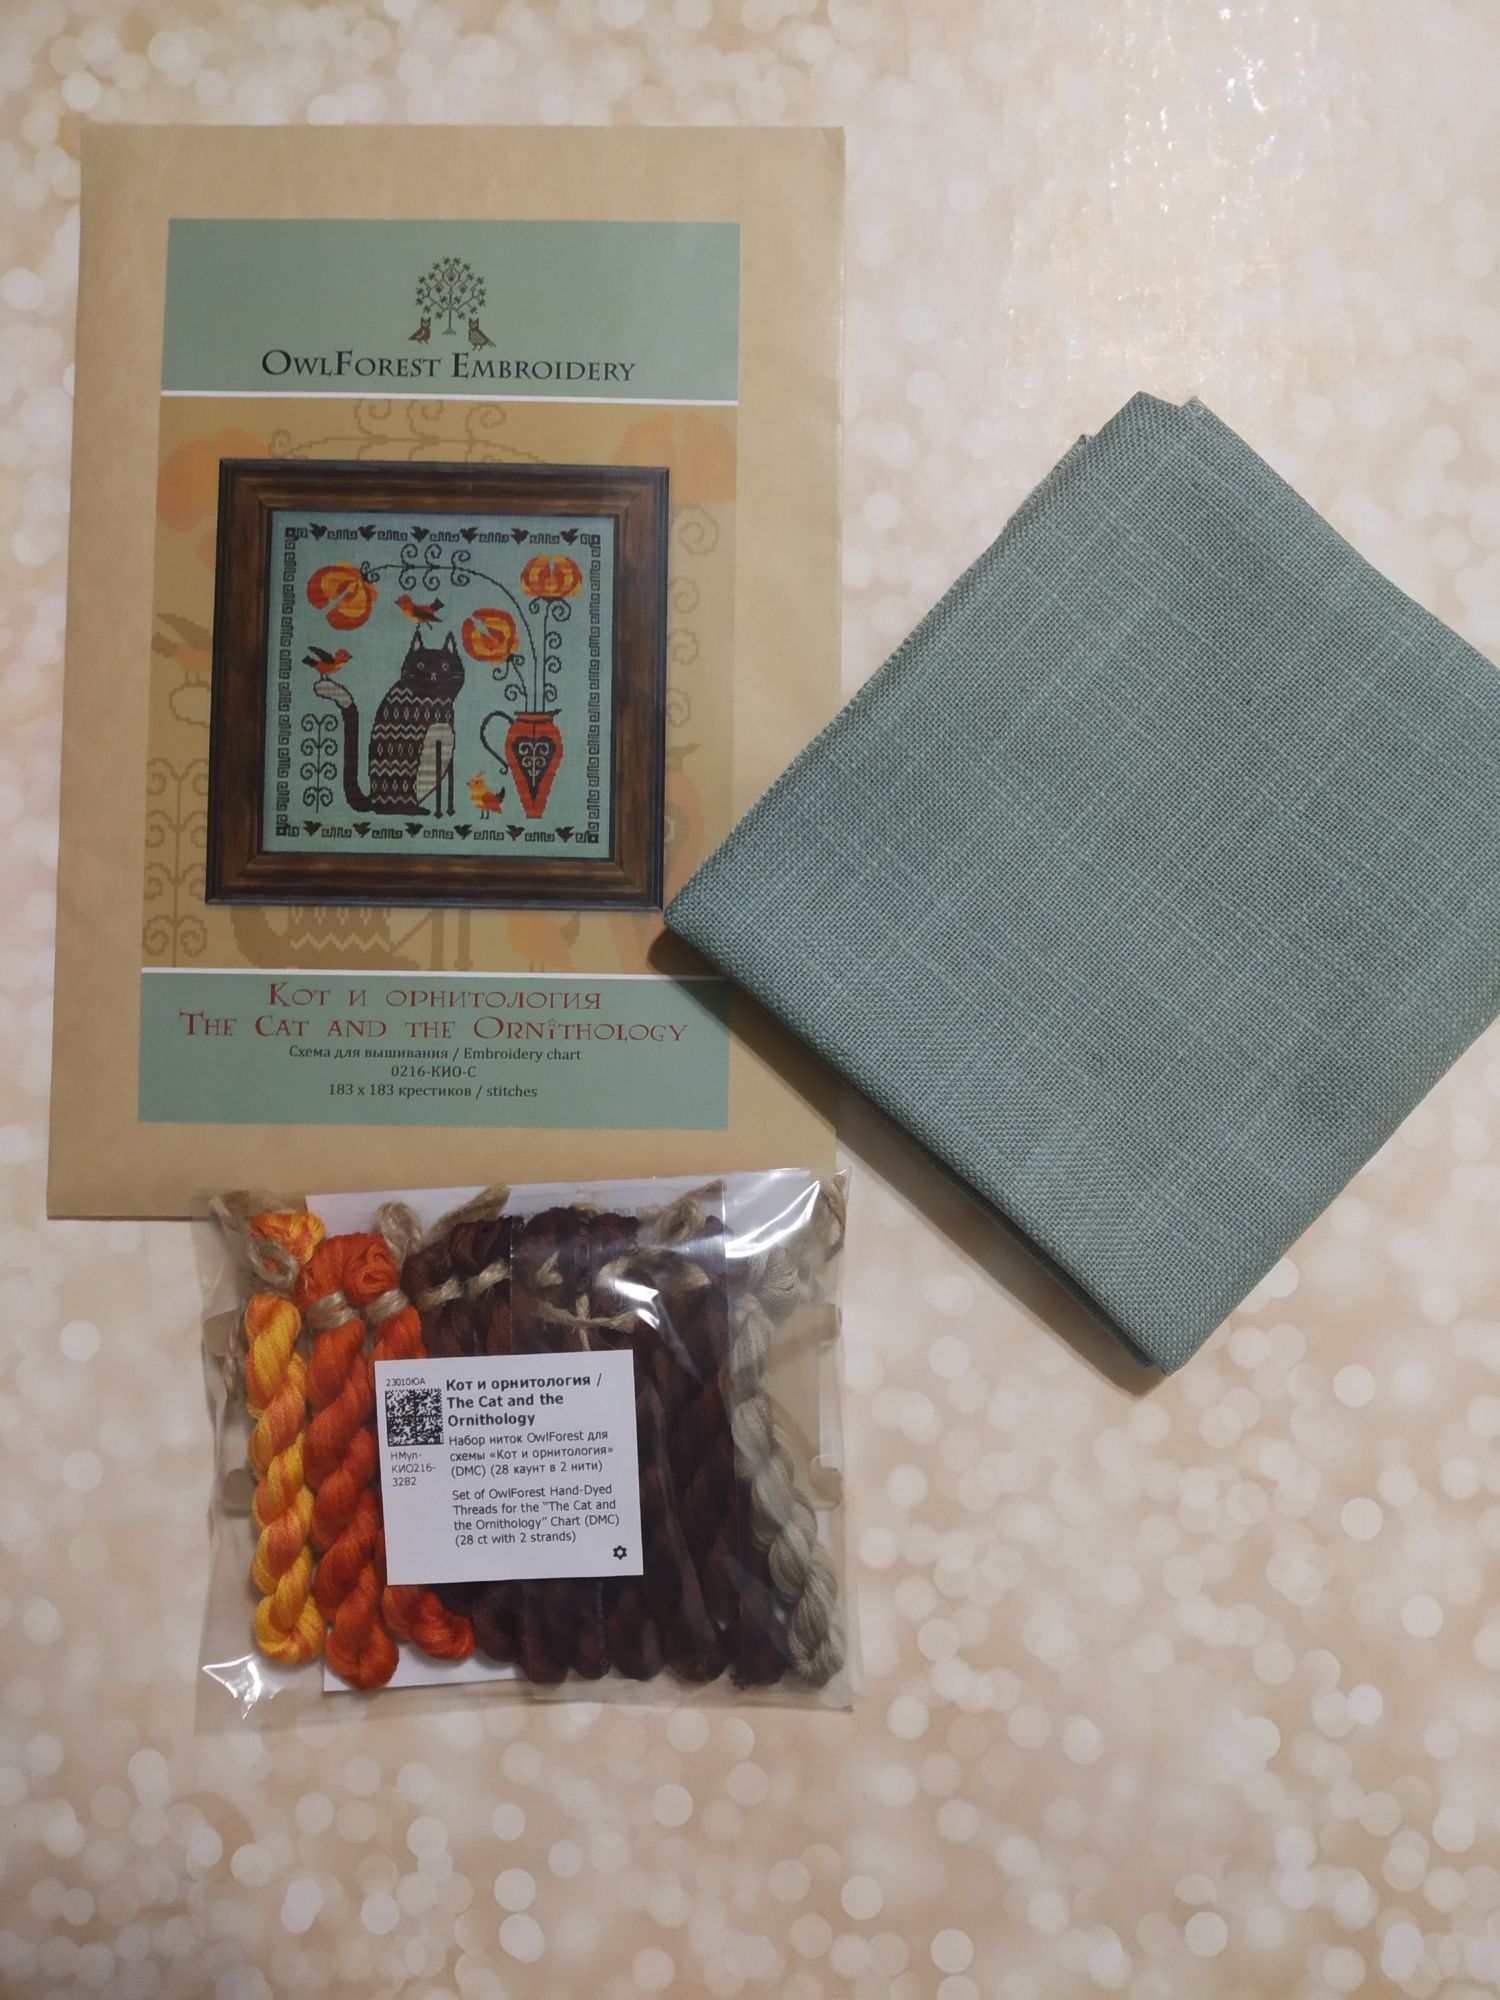 OwlForest Embroidery
Кот и орнитология
The Cat and the Ornithology
Схема для вышивания / Embroidery chart
0216-КИО-С
183 x 183 крестиков / stitches
23010ЮА
НМул-
КИО216-
3282
Кот и орнитология /
The Cat and the
Ornithology
Набор ниток OwlForest для
схемы «Кот и орнитология»
(DMC) (28 каунт в 2 нити)
Set of OwlForest Hand-Dyed
Threads for the "The Cat and
the Ornithology" Chart (DMC)
(28 ct with 2 strands)